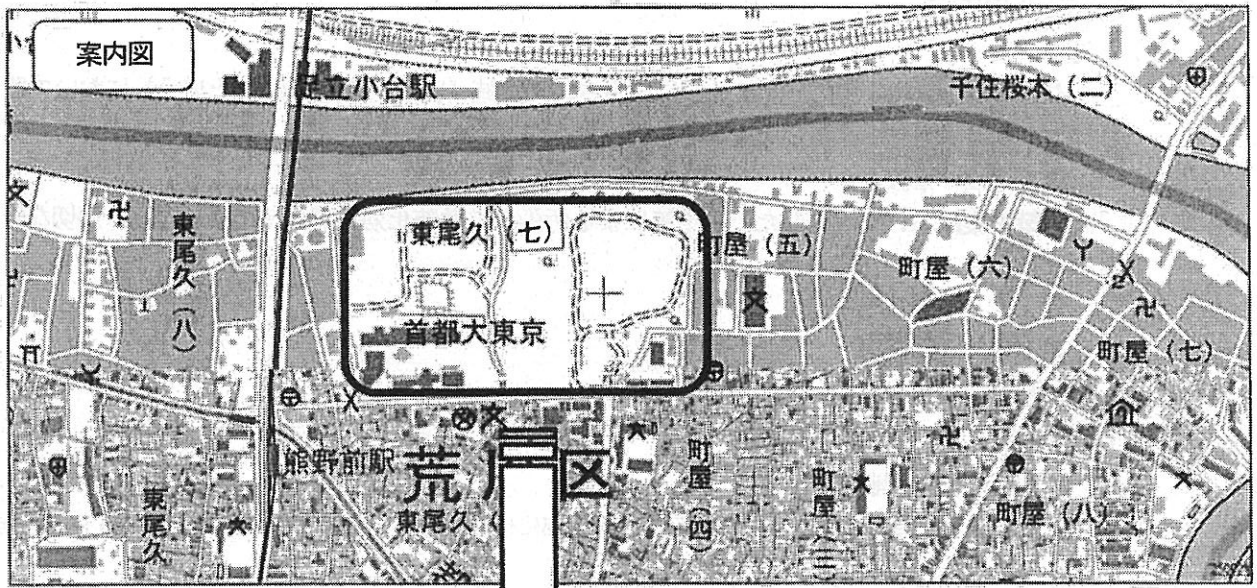 案内図
足立小台駅
千住桜木（二）
東尾久（八）
東尾久（七）
町屋（五）
町屋（六）
首都大東京
町屋（七）
熊野前駅
荒
区
東尾久（
東尾久
町屋（四）
町屋（三）
町屋（八）